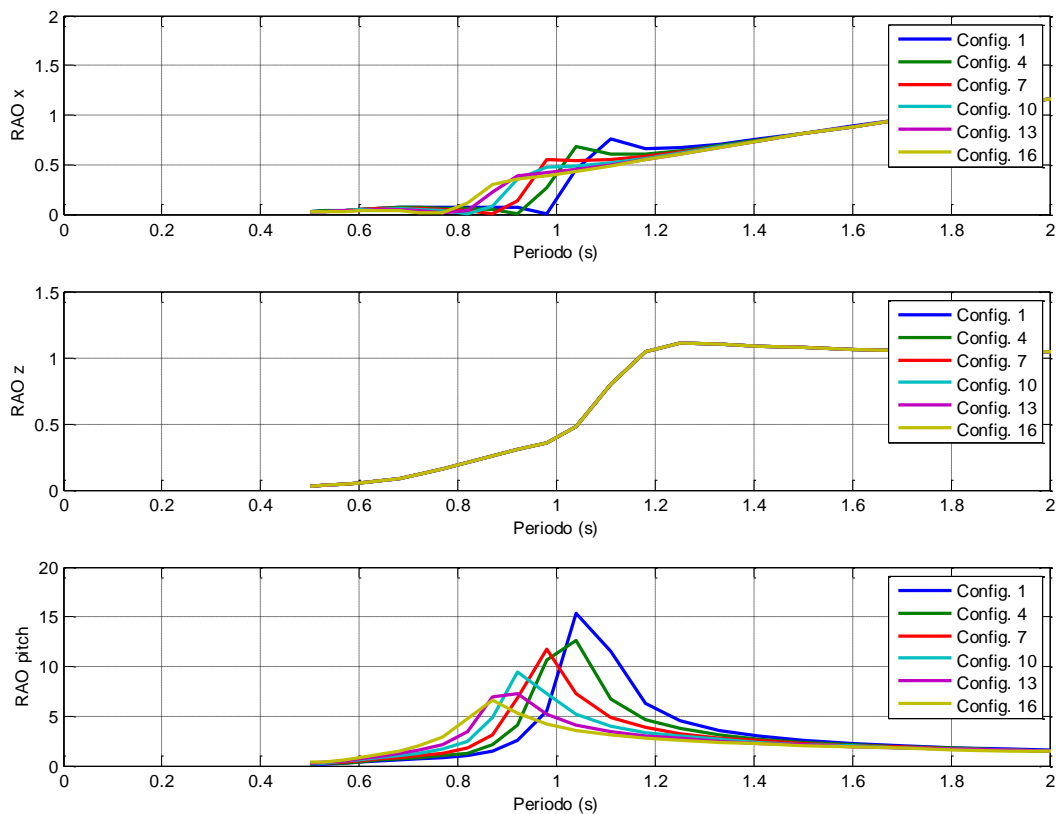 2
1.5
1
0.5
0
RAO x
0 0.2 0.4 0.6 0.8 1 1.2 1.4 1.6 1.8 2
Periodo (s)
Config. 1
Config. 4
Config. 7
Config. 10
Config. 13
Config. 16
1.5
1
0.5
0
RAO z
0 0.2 0.4 0.6 0.8 1 1.2 1.4 1.6 1.8 2
Periodo (s)
Config. 1
Config. 4
Config. 7
Config. 10
Config. 13
Config. 16
20
15
10
5
0
RAO pitch
0 0.2 0.4 0.6 0.8 1 1.2 1.4 1.6 1.8 2
Periodo (s)
Config. 1
Config. 4
Config. 7
Config. 10
Config. 13
Config. 16